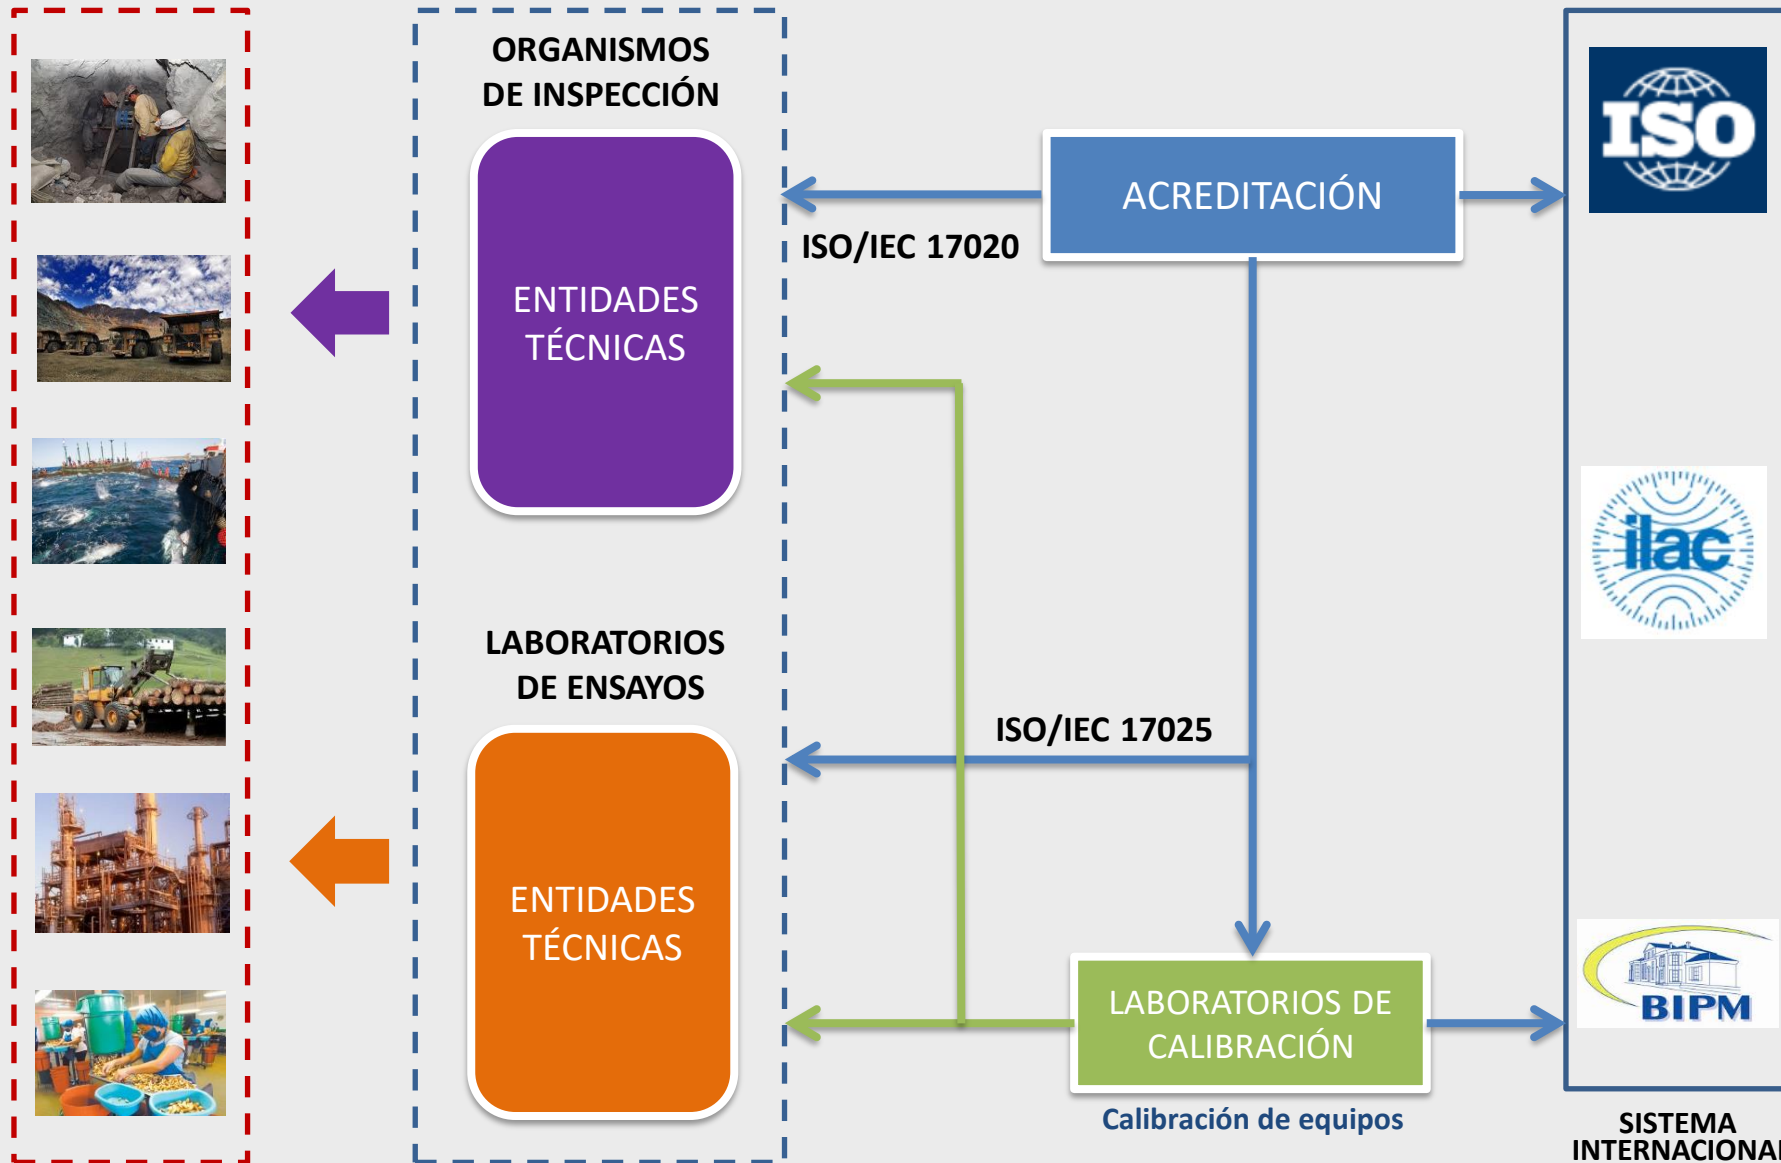 ORGANISMOS
DE INSPECCIÓN
ENTIDADES
TÉCNICAS
LABORATORIOS
DE ENSAYOS
ENTIDADES
TÉCNICAS
ACREDITACIÓN
ISO/IEC 17020
ISO/IEC 17025
LABORATORIOS DE
CALIBRACIÓN
Calibración de equipos
ISO
ilac
BIPM
SISTEMA
INTERNACIONAL